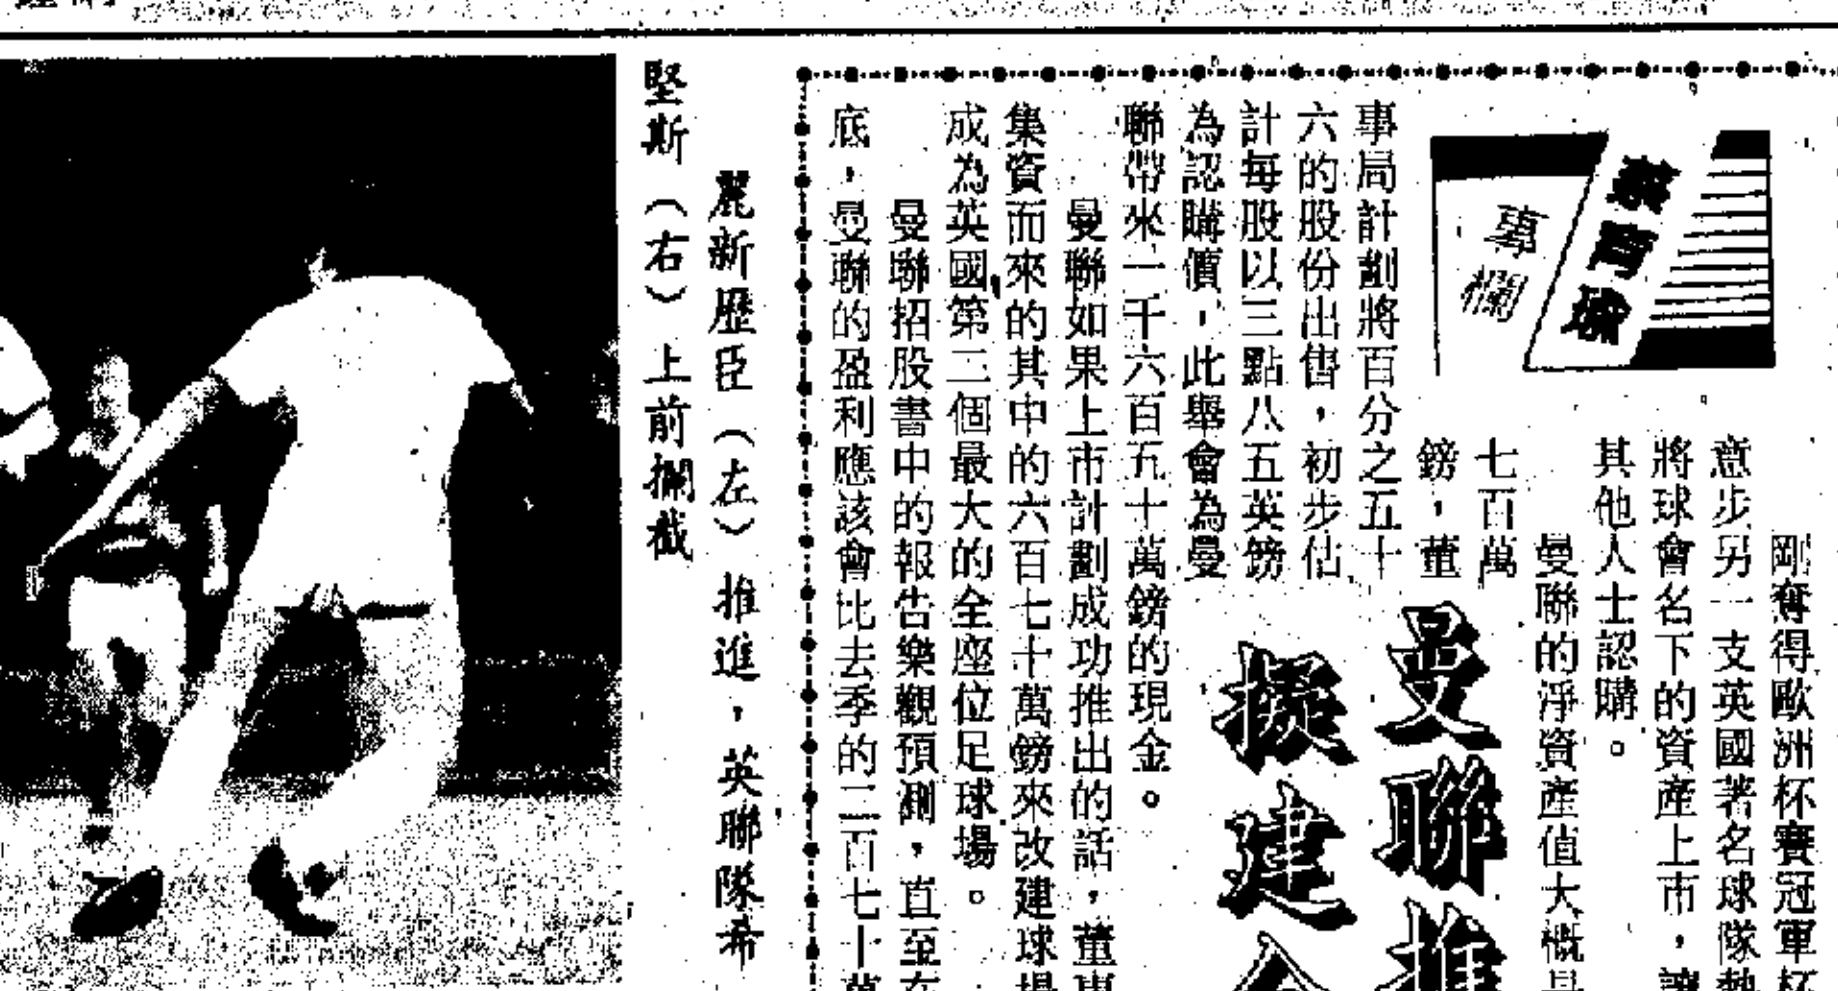 專欄
剛奪得歐洲杯賽冠軍杯
意步另一支英國著名球隊熱
將球會名下的資產上市，讓
其他人士認購。
曼聯的淨資產值大概是
七百萬
鎊，董
事局計劃將百分之五十
六的股份出售，初步估
計每股以三點八五英鎊
為認購價，此舉會為曼
聯帶來一千六百五十萬鎊的現金。
曼聯如果上市計劃成功推出的話，董事
集資而來的其中的六百七十萬鎊來改建球場
成為英國第二個最大的全座位足球場。
曼聯招股書中的報告樂觀預測，直至在
底，曼聯的盈利應該會比去季的二百七十萬
曼聯推
擬建全
麗新歷臣（左）推進，英聯隊希
堅斯（右）上前攔截